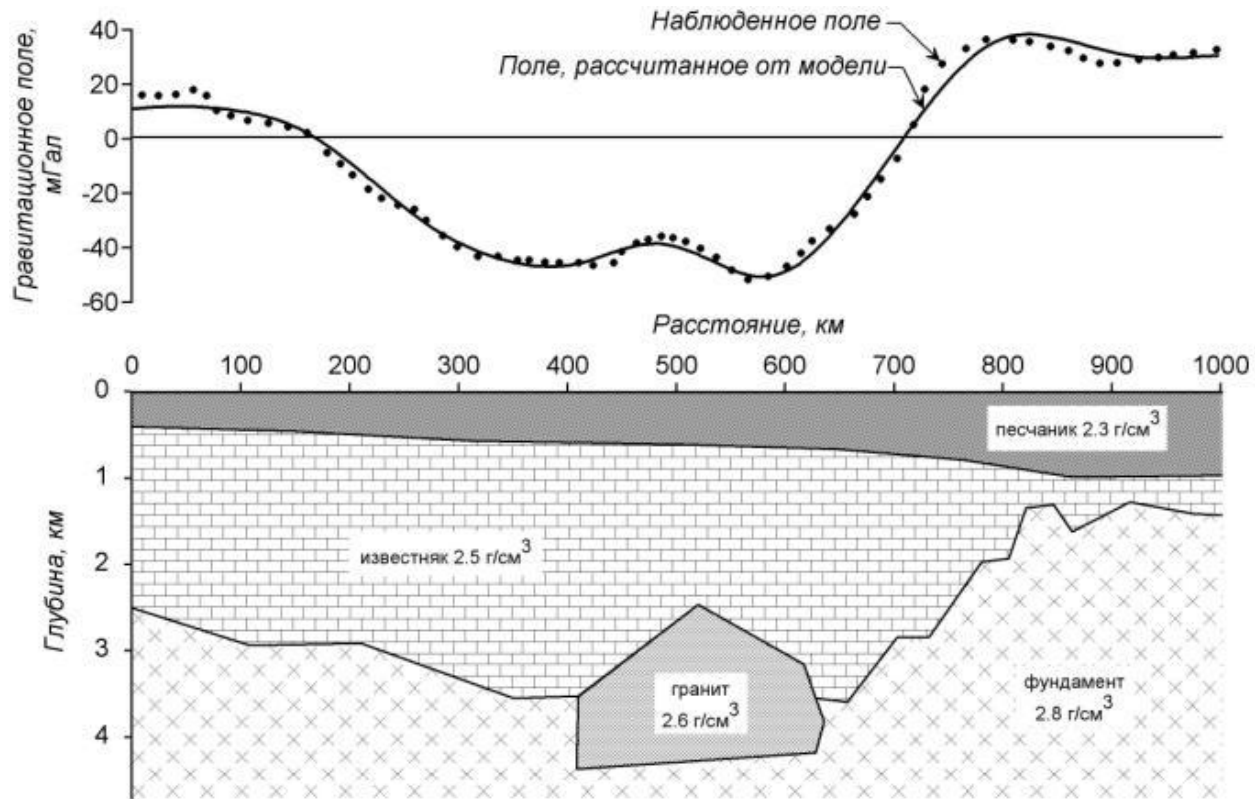 Гравитационное поле,
мГал
40
20
0
-20
-40
-60
Наблюденное поле
Поле, рассчитанное от модели
Расстояние, км
0 100 200 300 400 500 600 700 800 900 1000
Глубина, км
0
1
2
3
4
песчаник 2.3 г/см³
известняк 2.5 г/см³
гранит
2.6 г/см³
фундамент
2.8 г/см³